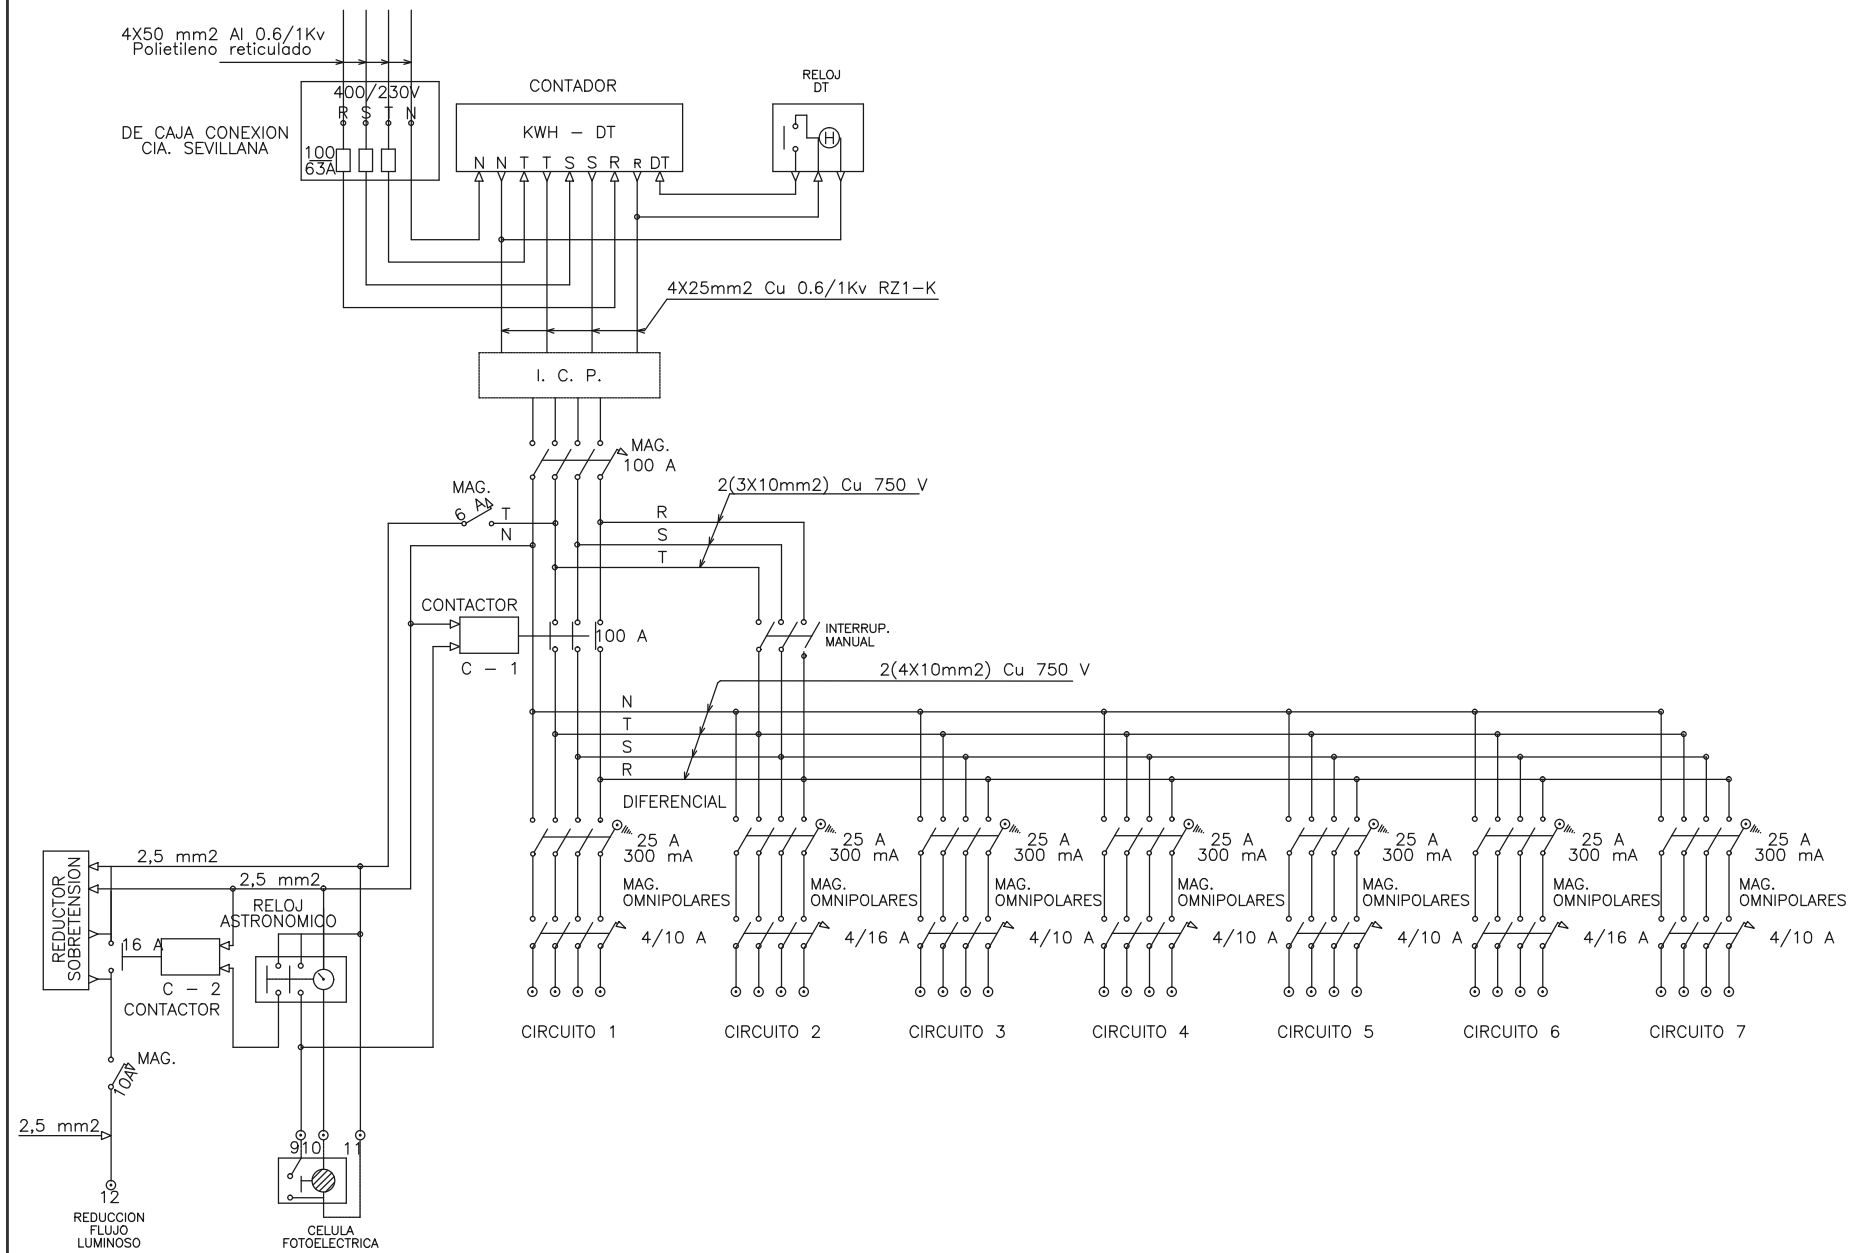 4X50 mm2 Al 0.6/1Kv
Polietileno reticulado
400/230V
R S T N
DE CAJA CONEXION
CIA. SEVILLANA
100
63A
CONTADOR
KWH - DT
N N T T S S R R DT
RELOJ
DT
H
4X25mm2 Cu 0.6/1Kv RZ1-K
I. C. P.
MAG.
100 A
MAG.
6 A
T
N
2(3X10mm2) Cu 750 V
R
S
T
CONTACTOR
C - 1
100 A
INTERRUP.
MANUAL
2(4X10mm2) Cu 750 V
N
T
S
R
DIFERENCIAL
25 A
300 mA
25 A
300 mA
25 A
300 mA
25 A
300 mA
25 A
300 mA
25 A
300 mA
25 A
300 mA
MAG.
OMNIPOLARES
MAG.
OMNIPOLARES
MAG.
OMNIPOLARES
MAG.
OMNIPOLARES
MAG.
OMNIPOLARES
MAG.
OMNIPOLARES
MAG.
OMNIPOLARES
4/10 A
4/16 A
4/10 A
4/10 A
4/10 A
4/16 A
4/10 A
CIRCUITO 1
CIRCUITO 2
CIRCUITO 3
CIRCUITO 4
CIRCUITO 5
CIRCUITO 6
CIRCUITO 7
2,5 mm2
2,5 mm2
REDUCTOR
SOBRETENSION
RELOJ
ASTRONOMICO
16 A
C - 2
CONTACTOR
MAG.
10A
2,5 mm2
12
REDUCCION
FLUJO
LUMINOSO
9 10 11
CELULA
FOTOELECTRICA